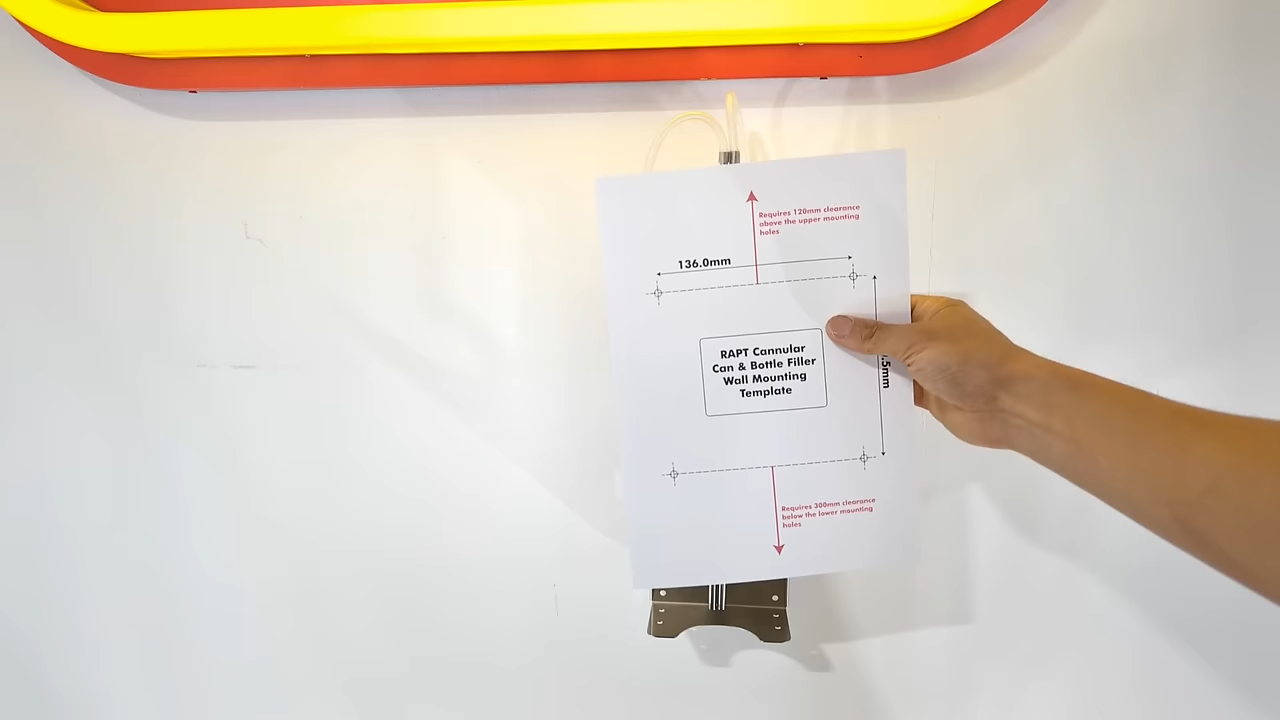 Requires 120mm clearance
above the upper mounting
holes
136.0mm
RAPT Cannular
Can & Bottle Filler
Wall Mounting
Template
Requires 300mm clearance
below the lower mounting
holes